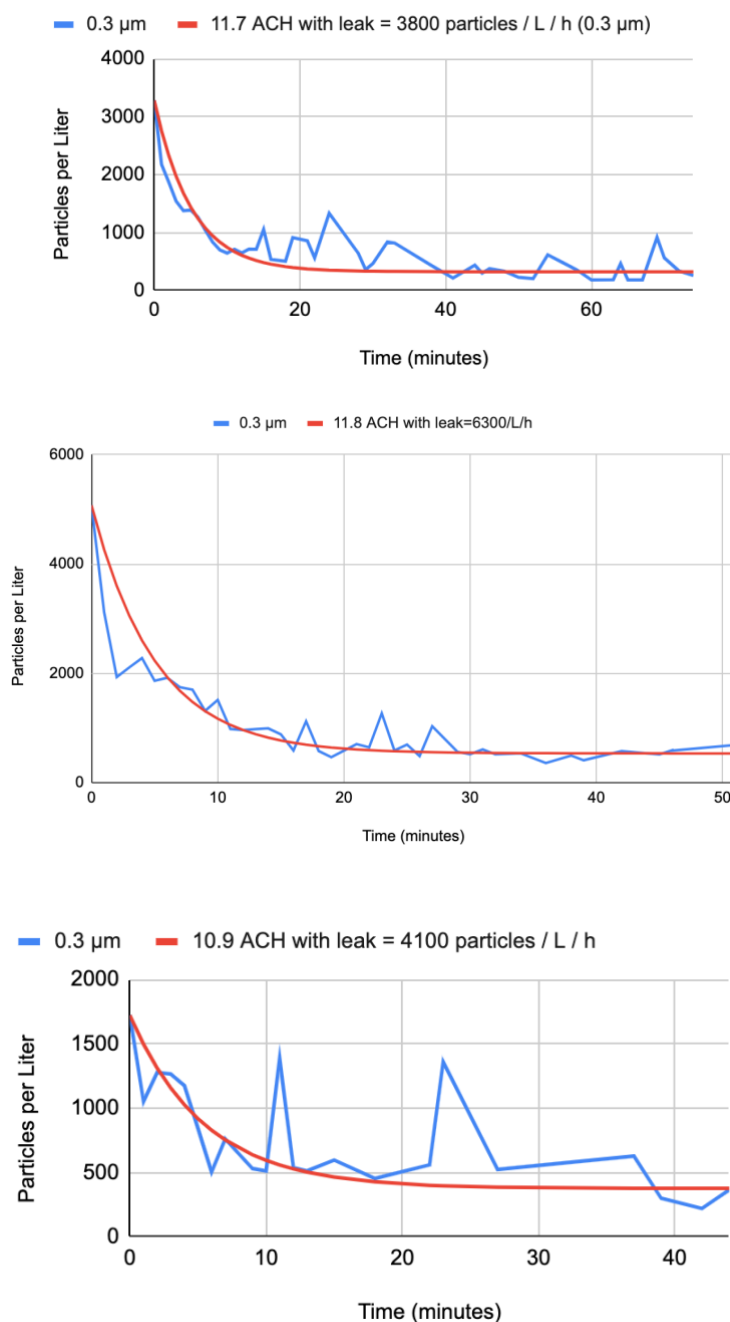 0.3 µm 11.7 ACH with leak = 3800 particles / L / h (0.3 µm)
4000
3000
2000
1000
0
Particles per Liter
0 20 40 60
Time (minutes)
0.3 µm 11.8 ACH with leak=6300/L/h
6000
4000
2000
0
Particles per Liter
0 10 20 30 40 50
Time (minutes)
0.3 µm 10.9 ACH with leak = 4100 particles / L / h
2000
1500
1000
500
0
Particles per Liter
0 10 20 30 40
Time (minutes)